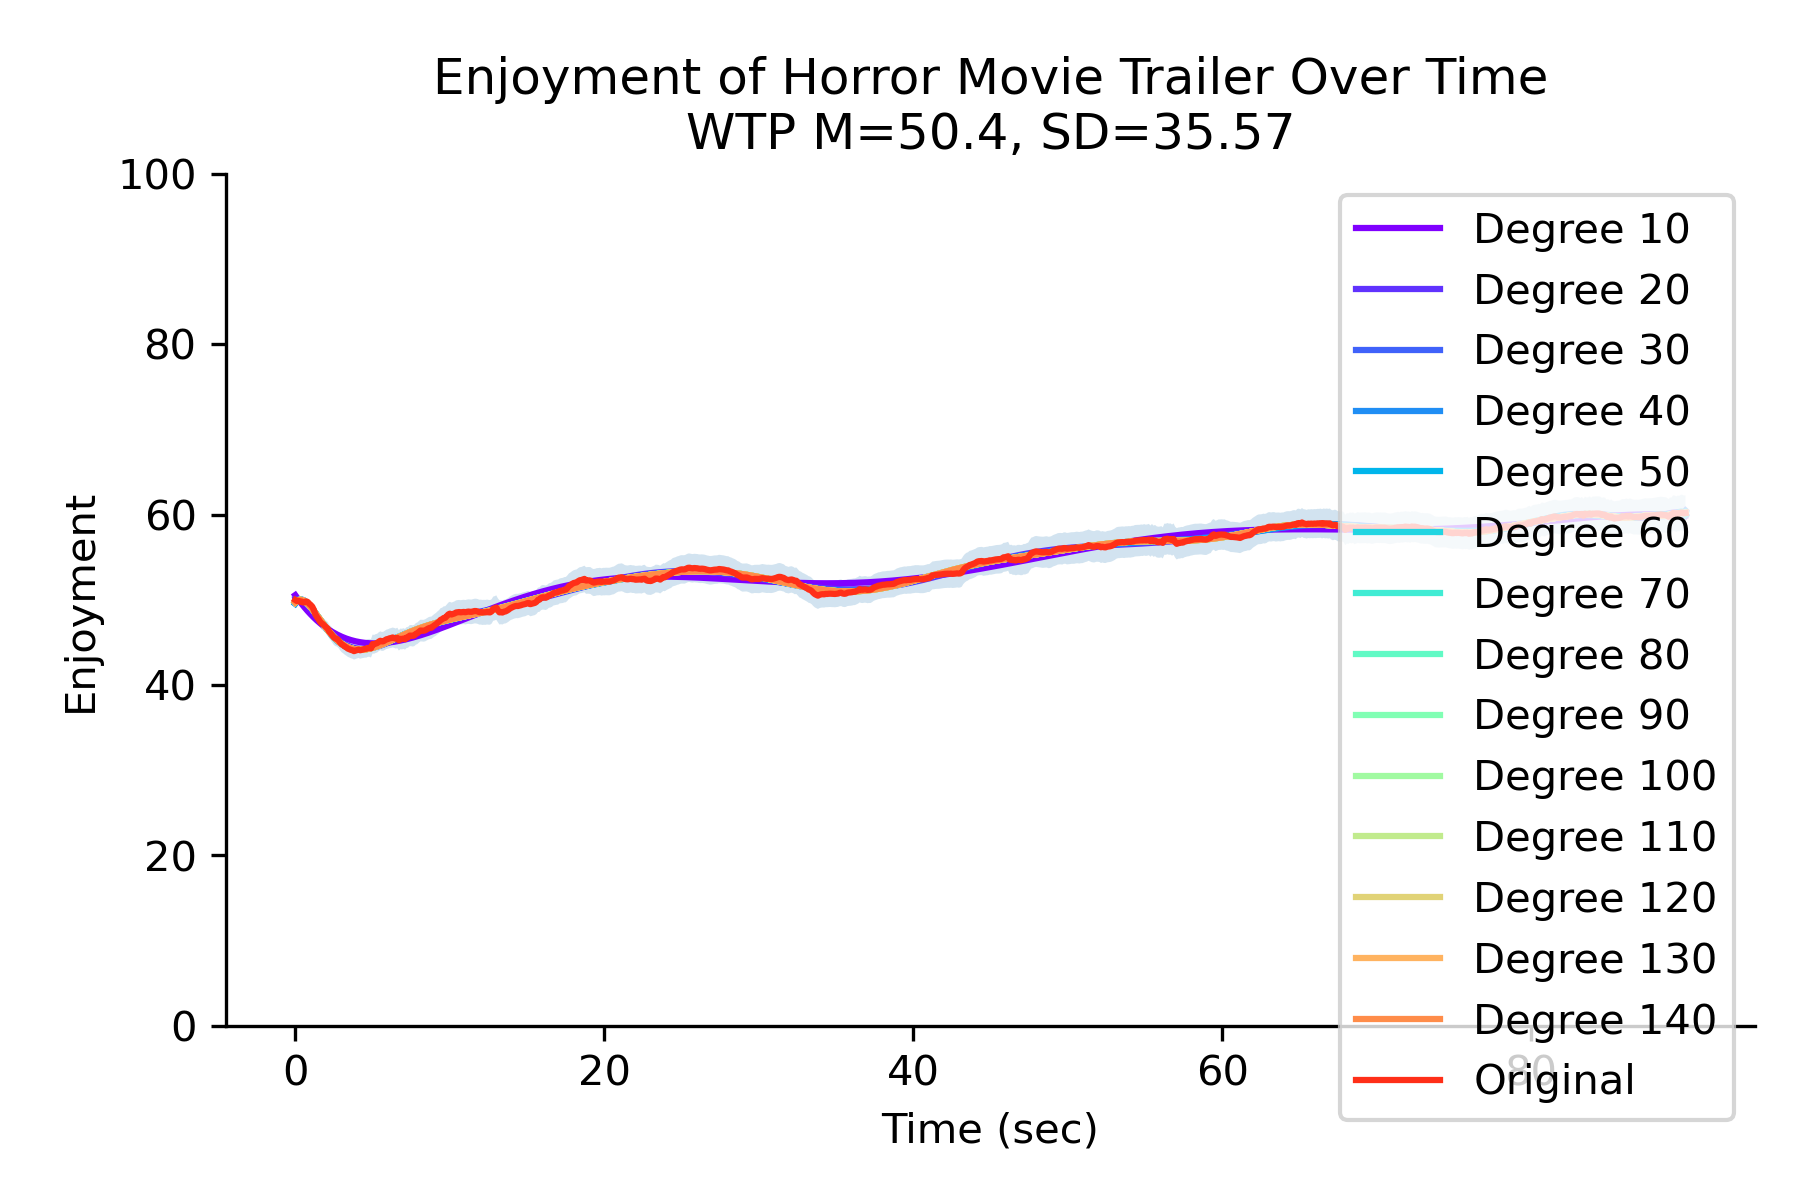 Enjoyment of Horror Movie Trailer Over Time
WTP M=50.4, SD=35.57
100
80
60
40
20
0
Enjoyment
0
20
40
60
80
Time (sec)
Degree 10
Degree 20
Degree 30
Degree 40
Degree 50
Degree 60
Degree 70
Degree 80
Degree 90
Degree 100
Degree 110
Degree 120
Degree 130
Degree 140
Original